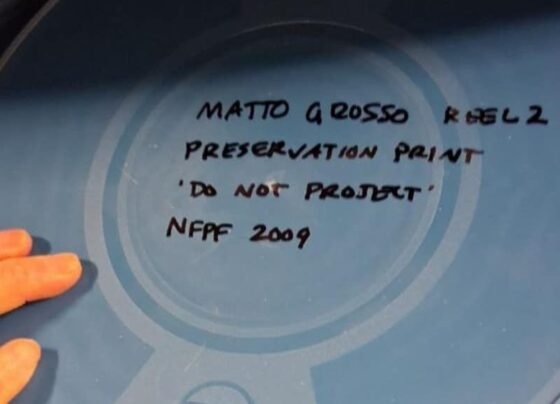 MATTO GROSSO REEL 2
PRESERVATION PRINT
'DO NOT PROJECT'
NFPF 2009